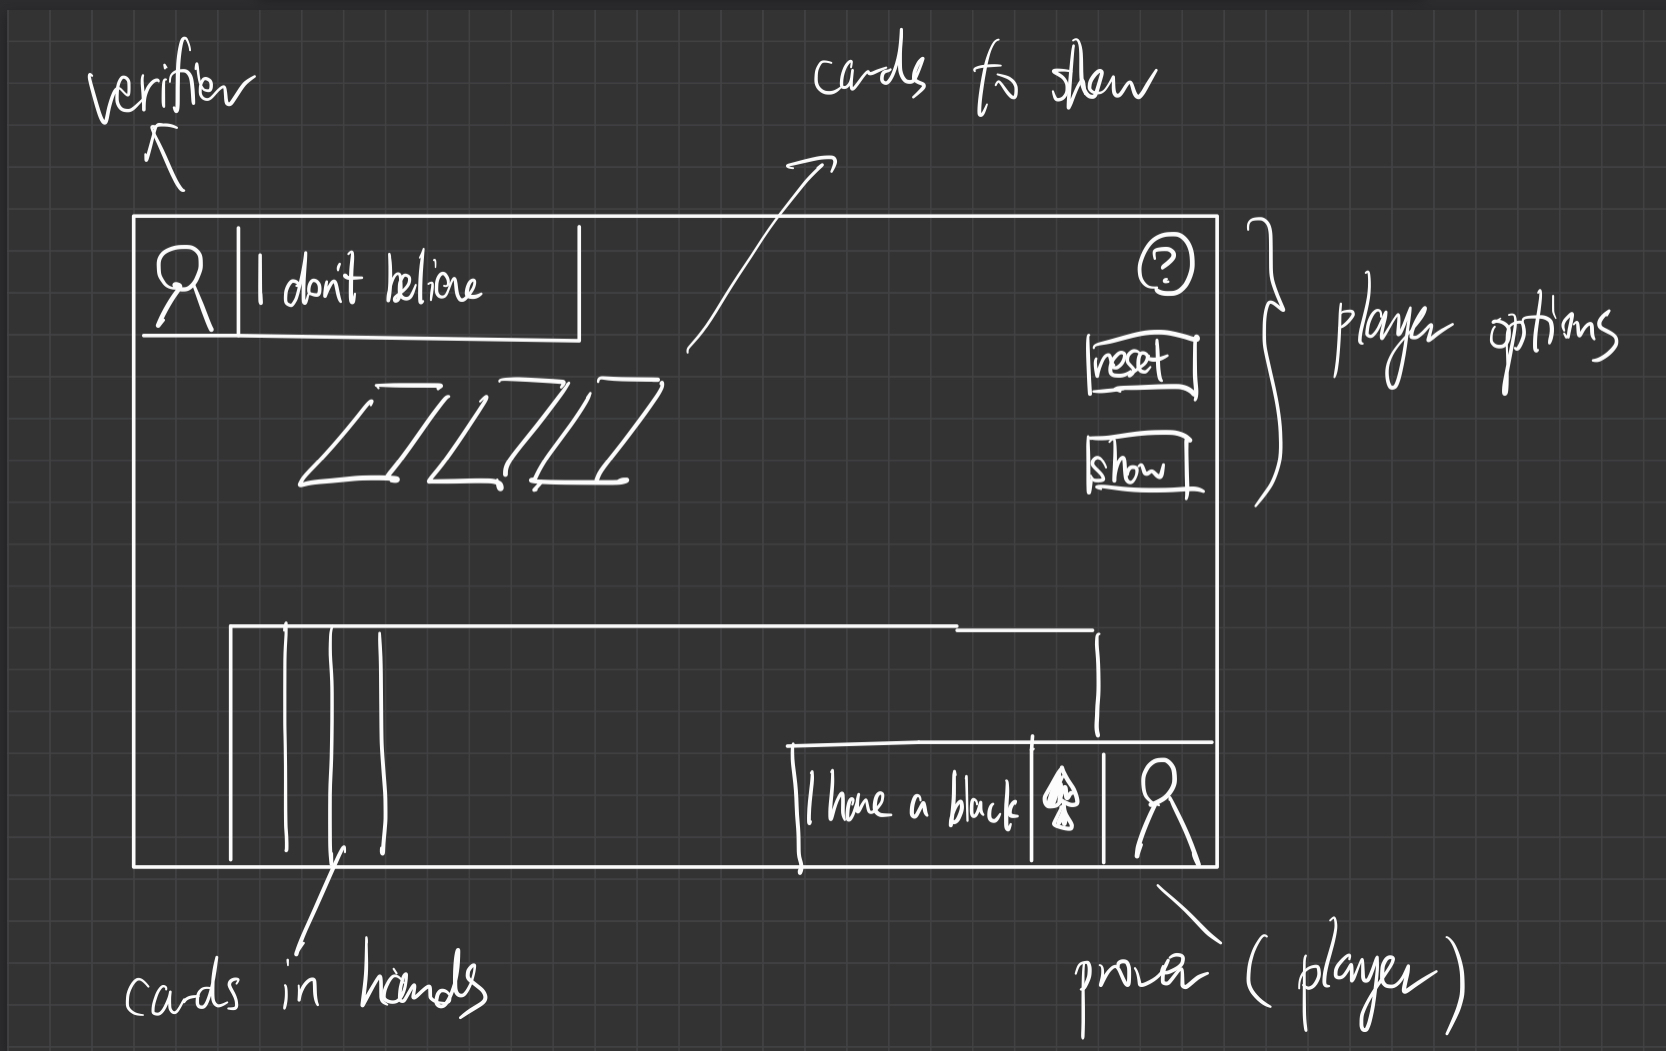 verifier
cards to show
I don't believe
?
reset
show
player options
I have a black
cards in hands
prover (player)